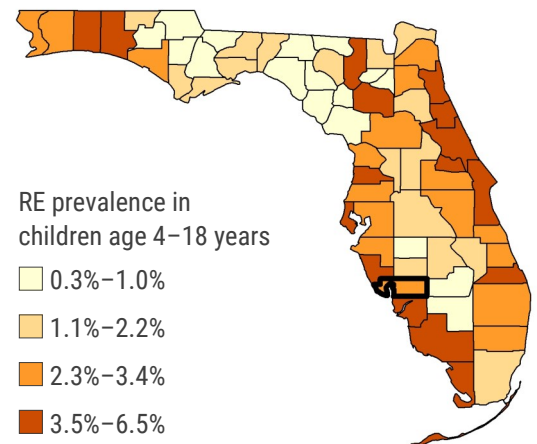 RE prevalence in
children age 4–18 years
0.3%–1.0%
1.1%–2.2%
2.3%–3.4%
3.5%–6.5%